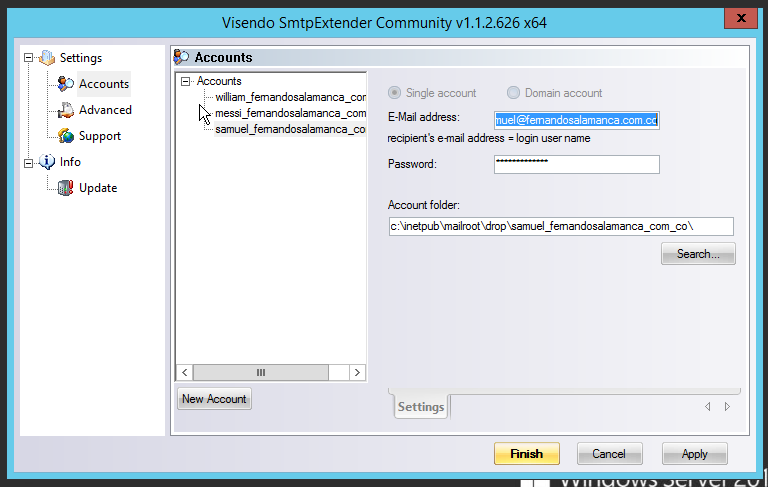 Visendo SmtpExtender Community v1.1.2.626 x64
x
Settings
Accounts
Advanced
Support
Info
Update
Accounts
Accounts
william_fernandosalamanca_cor
messi_fernandosalamanca_com
samuel_fernandosalamanca_co
New Account
Single account
Domain account
E-Mail address:
muel@fernandosalamanca.com.co
recipient's e-mail address = login user name
Password:
*************
Account folder:
c:\inetpub\mailroot\drop\samuel_fernandosalamanca_com_co\
Search...
Settings
Finish
Cancel
Apply
Windows Server 201